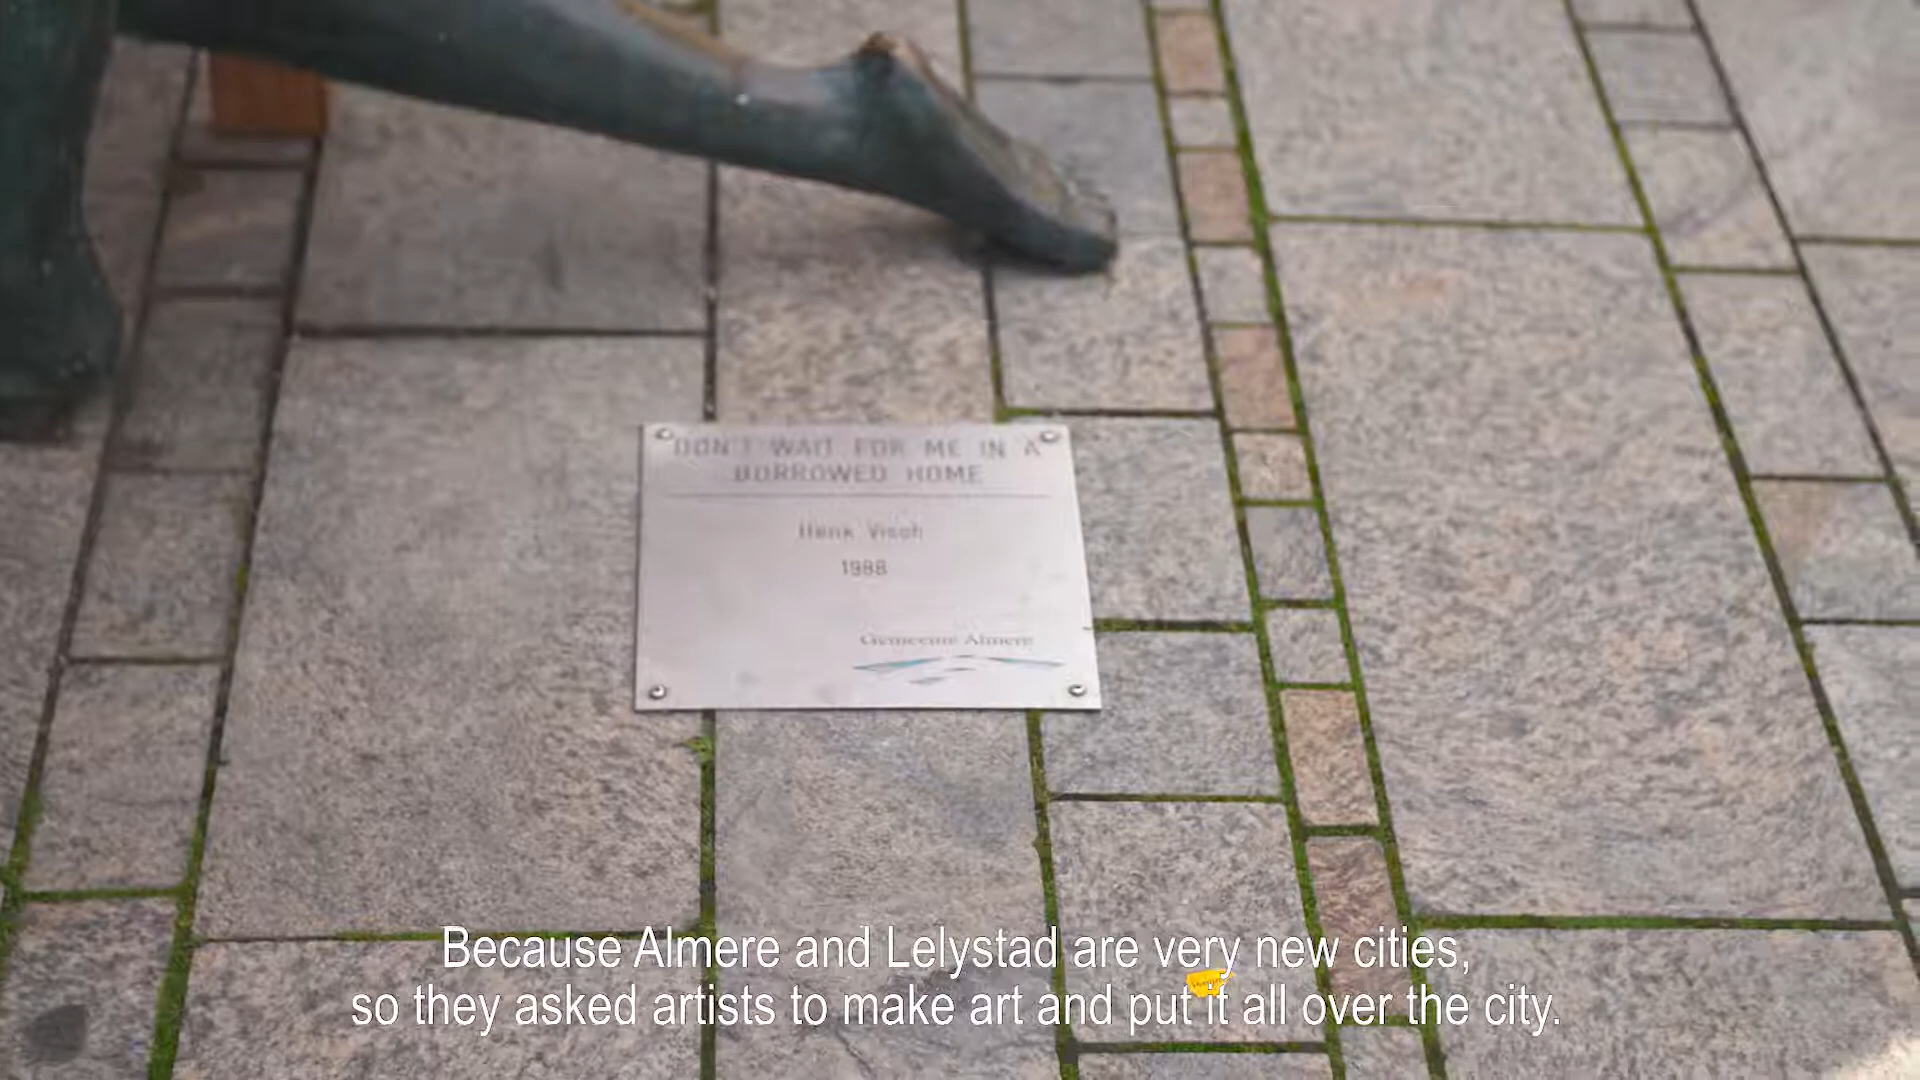 DON'T WAIT FOR ME IN A
BORROWED HOME
Henk Visch
1988
Gemeente Almere
Because Almere and Lelystad are very new cities,
so they asked artists to make art and put it all over the city.